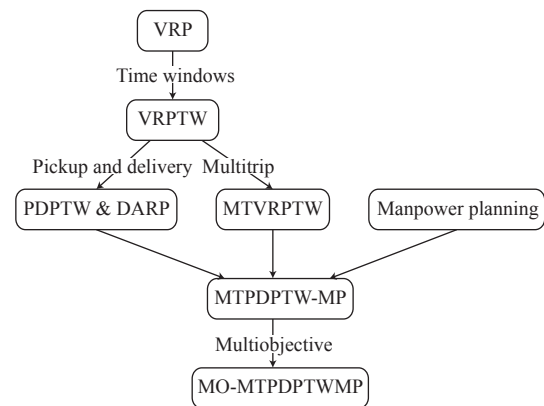 VRP
Time windows
VRPTW
Pickup and delivery Multitrip
PDPTW & DARP MTVRPTW Manpower planning
MTPDPTW-MP
Multiobjective
MO-MTPDPTWMP